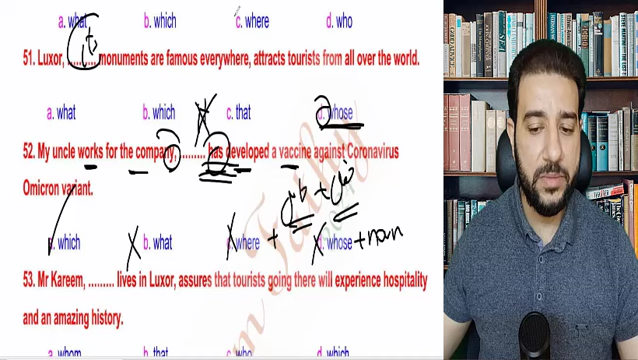 a. what b. which c. where d. who
51. Luxor, ......... monuments are famous everywhere, attracts tourists from all over the world.
a. what b. which c. that d. whose
52. My uncle works for the company, ......... has developed a vaccine against Coronavirus
Omicron variant.
a. which b. what c. where d. whose + noun
53. Mr Kareem, ......... lives in Luxor, assures that tourists going there will experience hospitality
and an amazing history.
a. whom b. that c. who d. which